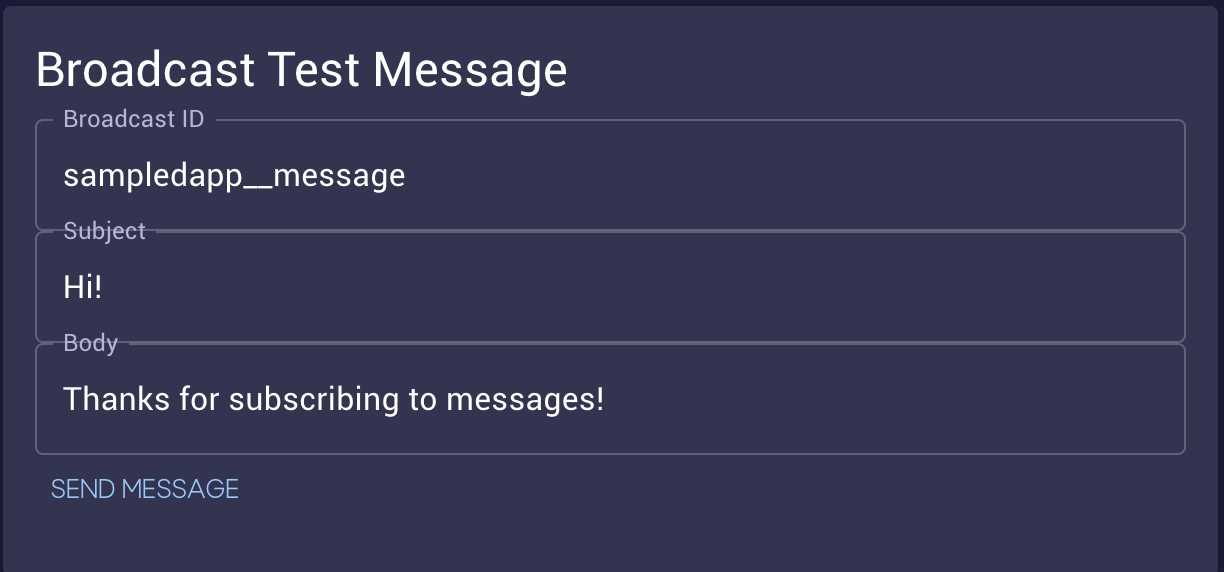 Broadcast Test Message
Broadcast ID
sampledapp__message
Subject
Hi!
Body
Thanks for subscribing to messages!
SEND MESSAGE